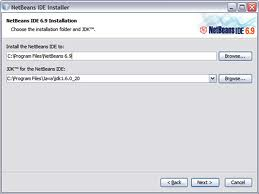 NetBeans IDE Installer
NetBeans IDE 6.9 Installation
Choose the installation folder and JDK™.
NetBeans IDE 6.9
Install the NetBeans IDE to:
C:\Program Files\NetBeans 6.9
Browse...
JDK™ for the NetBeans IDE:
C:\Program Files\Java\jdk1.6.0_20
Browse...
< Back
Next >
Cancel